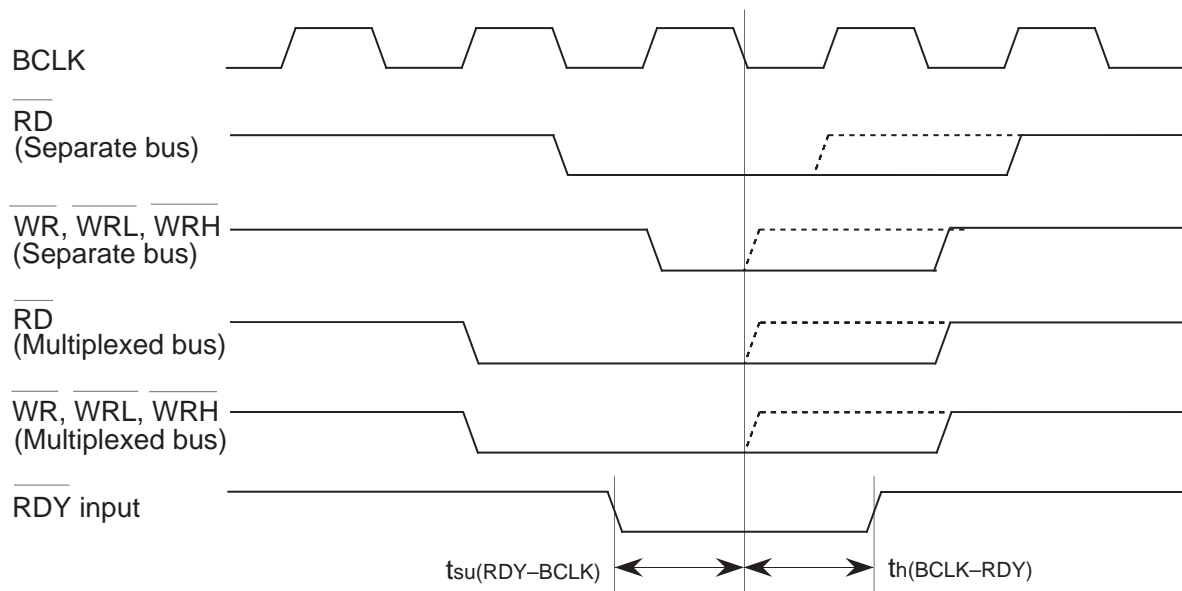 BCLK
RD
(Separate bus)
WR, WRL, WRH
(Separate bus)
RD
(Multiplexed bus)
WR, WRL, WRH
(Multiplexed bus)
RDY input
tsu(RDY–BCLK)
th(BCLK–RDY)